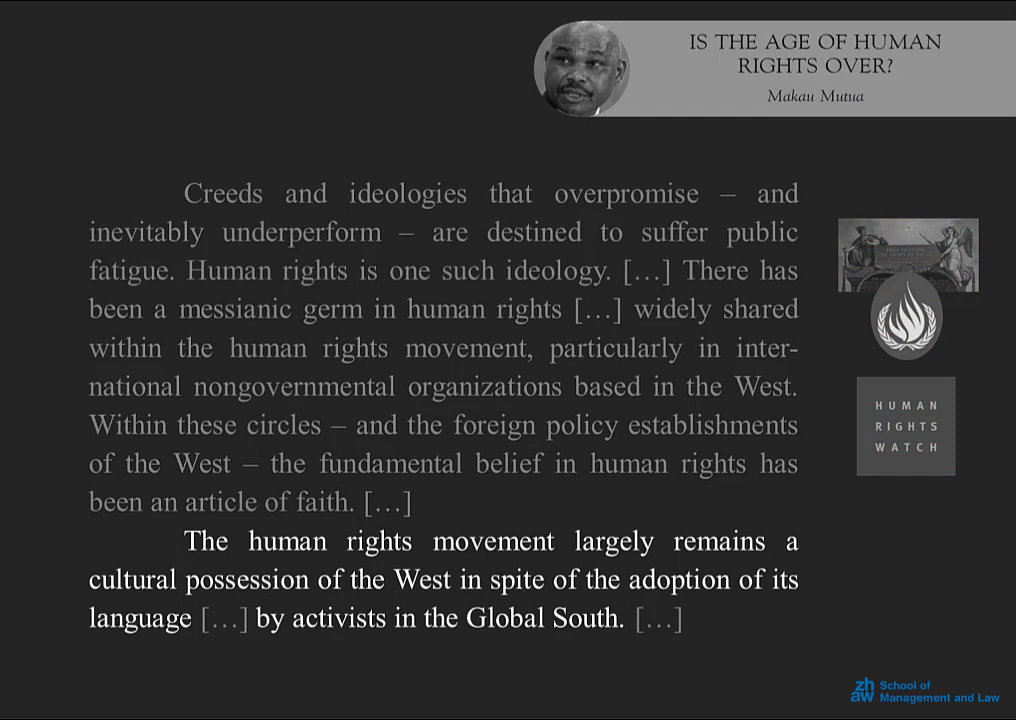 IS THE AGE OF HUMAN
RIGHTS OVER?
Makau Mutua
Creeds and ideologies that overpromise – and
inevitably underperform – are destined to suffer public
fatigue. Human rights is one such ideology. […] There has
been a messianic germ in human rights […] widely shared
within the human rights movement, particularly in inter-
national nongovernmental organizations based in the West.
Within these circles – and the foreign policy establishments
of the West – the fundamental belief in human rights has
been an article of faith. […]
The human rights movement largely remains a
cultural possession of the West in spite of the adoption of its
language […] by activists in the Global South. […]
HUMAN
RIGHTS
WATCH
zh
aw
School of
Management and Law